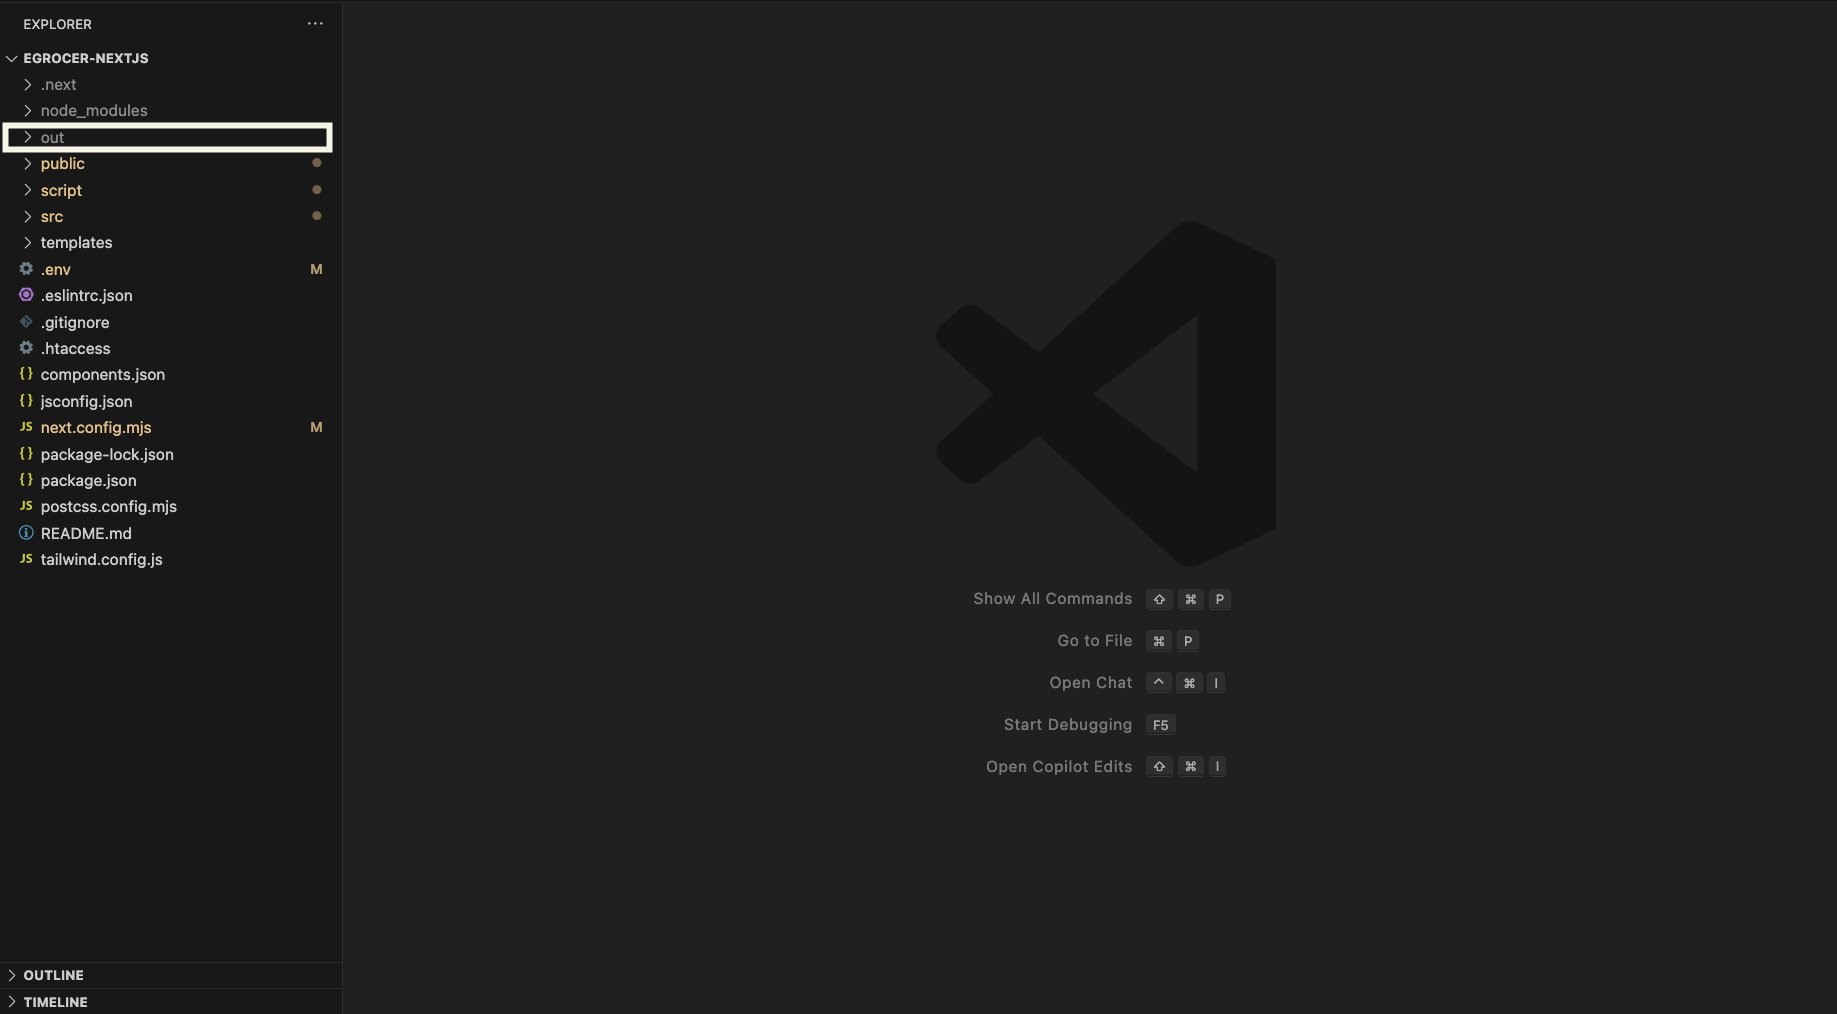 EXPLORER
EGROCER-NEXTJS
.next
node_modules
out
public
script
src
templates
.env M
.eslintrc.json
.gitignore
.htaccess
{} components.json
{} jsconfig.json
JS next.config.mjs M
{} package-lock.json
{} package.json
JS postcss.config.mjs
README.md
JS tailwind.config.js
OUTLINE
TIMELINE
Show All Commands ⇧ ⌘ P
Go to File ⌘ P
Open Chat ^ ⌘ I
Start Debugging F5
Open Copilot Edits ⇧ ⌘ I